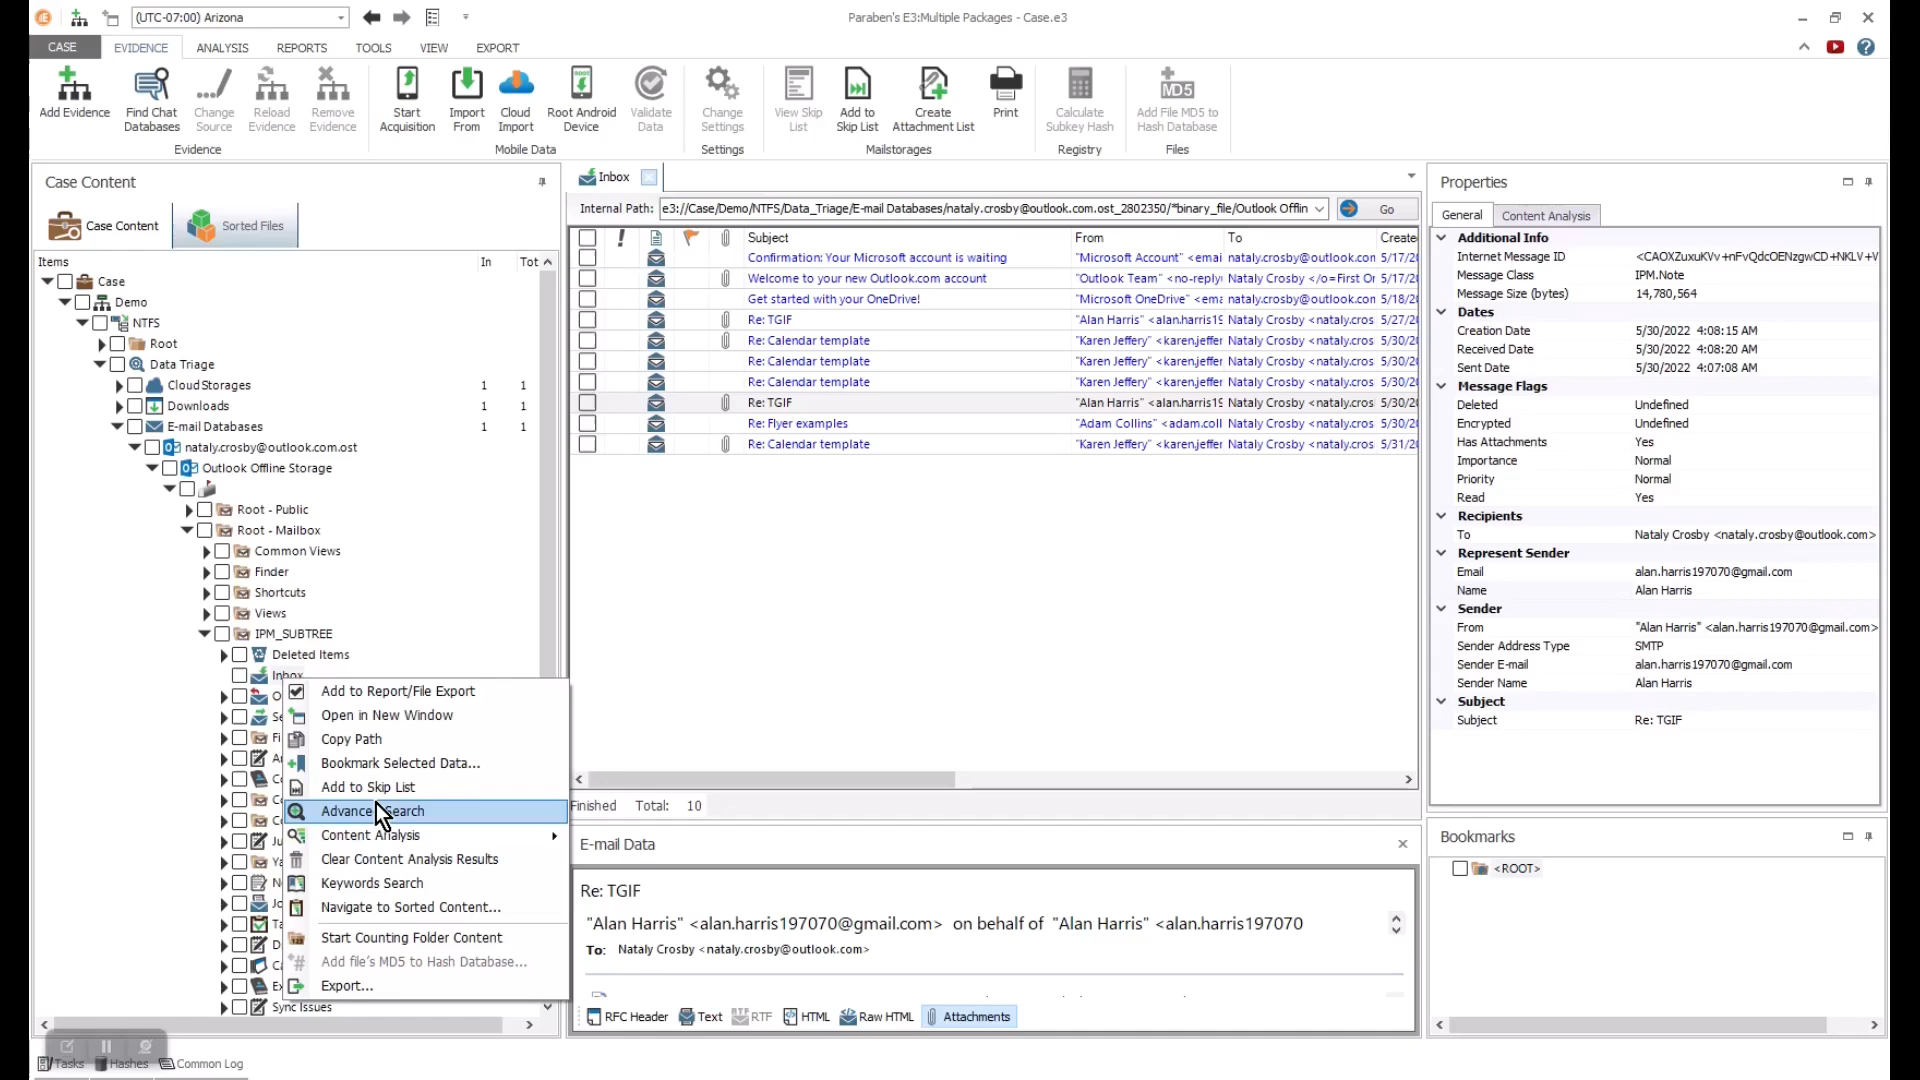 (UTC-07:00) Arizona
Paraben's E3:Multiple Packages - Case.e3
CASE EVIDENCE ANALYSIS REPORTS TOOLS VIEW EXPORT
Add Evidence
Find Chat Databases
Change Source
Reload Evidence
Remove Evidence
Start Acquisition
Import From
Cloud Import
Root Android Device
Validate Data
Change Settings
View Skip List
Add to Skip List
Create Attachment List
Print
Calculate Subkey Hash
MD5
Add File MD5 to Hash Database
Evidence Mobile Data Settings Mailstorages Registry Files
Case Content
Case Content Sorted Files
Items In Tot
Case
Demo
NTFS
Root
Data Triage
Cloud Storages 1 1
Downloads 1 1
E-mail Databases 1 1
nataly.crosby@outlook.com.ost
Outlook Offline Storage
Root - Public
Root - Mailbox
Common Views
Finder
Shortcuts
Views
IPM_SUBTREE
Deleted Items
Inbox
Sync Issues
Add to Report/File Export
Open in New Window
Copy Path
Bookmark Selected Data...
Add to Skip List
Advance Search
Content Analysis
Clear Content Analysis Results
Keywords Search
Navigate to Sorted Content...
Start Counting Folder Content
Add file's MD5 to Hash Database...
Export...
Tasks Hashes Common Log
Inbox
Internal Path: e3://Case/Demo/NTFS/Data_Triage/E-mail Databases/nataly.crosby@outlook.com.ost_2802350/*binary_file/Outlook Offlin Go
Subject From To Create
Confirmation: Your Microsoft account is waiting "Microsoft Account" <emai nataly.crosby@outlook.con 5/17/20
Welcome to your new Outlook.com account "Outlook Team" <no-reply Nataly Crosby </o=First Or 5/17/20
Get started with your OneDrive! "Microsoft OneDrive" <ema nataly.crosby@outlook.con 5/18/20
Re: TGIF "Alan Harris" <alan.harris19 Nataly Crosby <nataly.cros 5/27/20
Re: Calendar template "Karen Jeffery" <karen.jeffer Nataly Crosby <nataly.cros 5/30/20
Re: Calendar template "Karen Jeffery" <karen.jeffer Nataly Crosby <nataly.cros 5/30/20
Re: Calendar template "Karen Jeffery" <karen.jeffer Nataly Crosby <nataly.cros 5/30/20
Re: TGIF "Alan Harris" <alan.harris19 Nataly Crosby <nataly.cros 5/30/20
Re: Flyer examples "Adam Collins" <adam.coll Nataly Crosby <nataly.cros 5/30/20
Re: Calendar template "Karen Jeffery" <karen.jeffer Nataly Crosby <nataly.cros 5/31/20
Finished Total: 10
E-mail Data
Re: TGIF
"Alan Harris" <alan.harris197070@gmail.com> on behalf of "Alan Harris" <alan.harris197070
To: Nataly Crosby <nataly.crosby@outlook.com>
RFC Header Text RTF HTML Raw HTML Attachments
Properties
General Content Analysis
Additional Info
Internet Message ID <CAOXZuxuKVv+nFvQdcOENzgwCD+NKLV+V
Message Class IPM.Note
Message Size (bytes) 14,780,564
Dates
Creation Date 5/30/2022 4:08:15 AM
Received Date 5/30/2022 4:08:20 AM
Sent Date 5/30/2022 4:07:08 AM
Message Flags
Deleted Undefined
Encrypted Undefined
Has Attachments Yes
Importance Normal
Priority Normal
Read Yes
Recipients
To Nataly Crosby <nataly.crosby@outlook.com>
Represent Sender
Email alan.harris197070@gmail.com
Name Alan Harris
Sender
From "Alan Harris" <alan.harris197070@gmail.com>
Sender Address Type SMTP
Sender E-mail alan.harris197070@gmail.com
Sender Name Alan Harris
Subject
Subject Re: TGIF
Bookmarks
<ROOT>